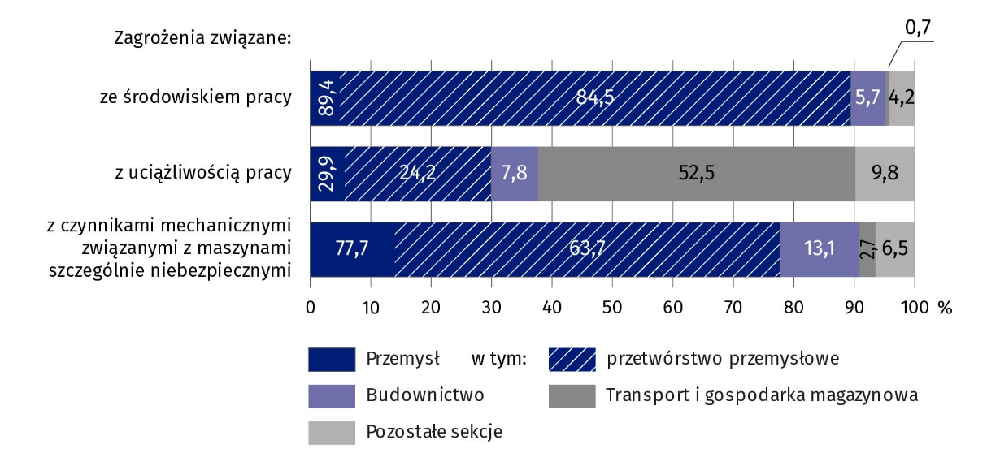 Zagrożenia związane:
0,7
ze środowiskiem pracy
89,4 84,5 5,7 4,2
z uciążliwością pracy
29,9 24,2 7,8 52,5 9,8
z czynnikami mechanicznymi
związanymi z maszynami
szczególnie niebezpiecznymi
77,7 63,7 13,1 2,7 6,5
0 10 20 30 40 50 60 70 80 90 100 %
Przemysł w tym: przetwórstwo przemysłowe
Budownictwo Transport i gospodarka magazynowa
Pozostałe sekcje